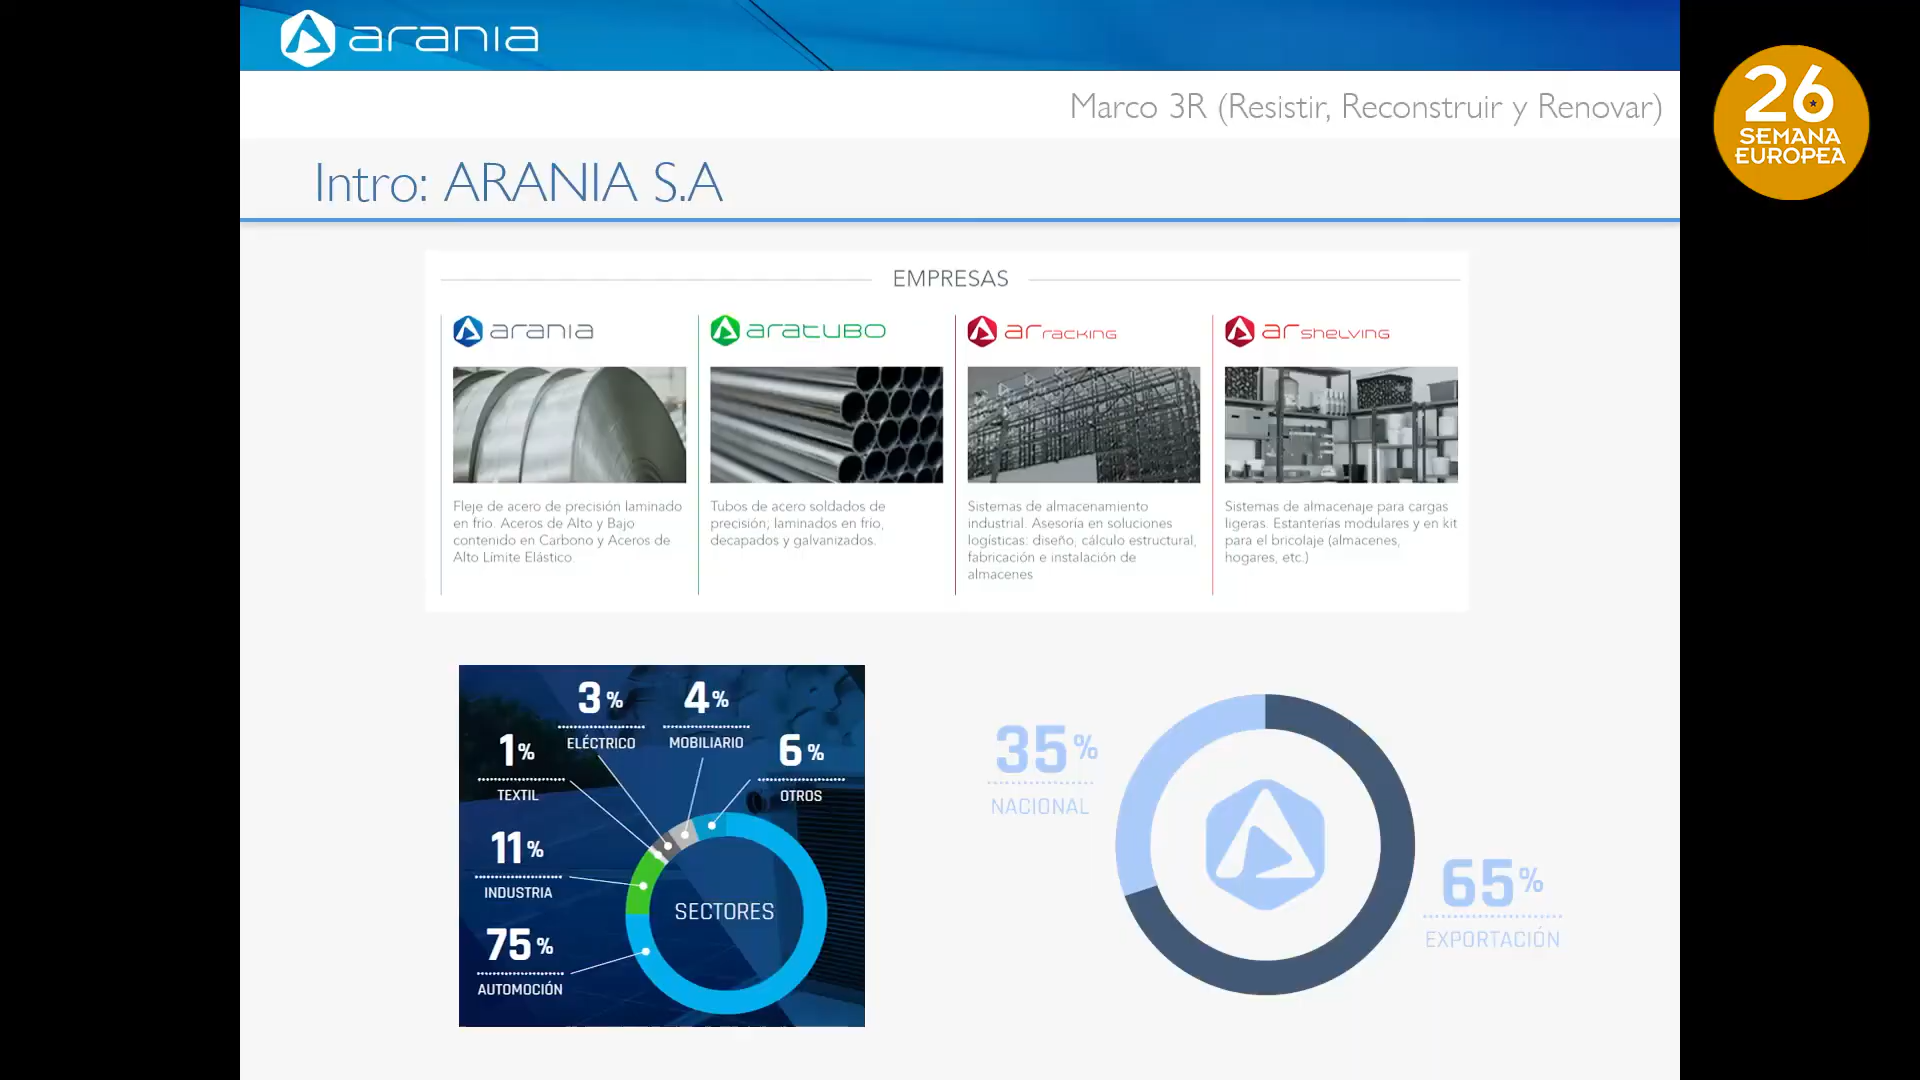 arania
Marco 3R (Resistir, Reconstruir y Renovar)
26
SEMANA
EUROPEA
Intro: ARANIA S.A
EMPRESAS
arania
Fleje de acero de precisión laminado
en frío. Aceros de Alto y Bajo
contenido en Carbono y Aceros de
Alto Límite Elástico
aratubo
Tubos de acero soldados de
precisión; laminados en frío,
decapados y galvanizados.
ar racking
Sistemas de almacenamiento
industrial. Asesoría en soluciones
logísticas: diseño, cálculo estructural,
fabricación e instalación de
almacenes
ar shelving
Sistemas de almacenaje para cargas
ligeras. Estanterías modulares y en kit
para el bricolaje (almacenes,
hogares, etc.)
3%
ELÉCTRICO
4%
MOBILIARIO
1%
TEXTIL
6%
OTROS
11%
INDUSTRIA
75%
AUTOMOCIÓN
SECTORES
35%
NACIONAL
65%
EXPORTACIÓN